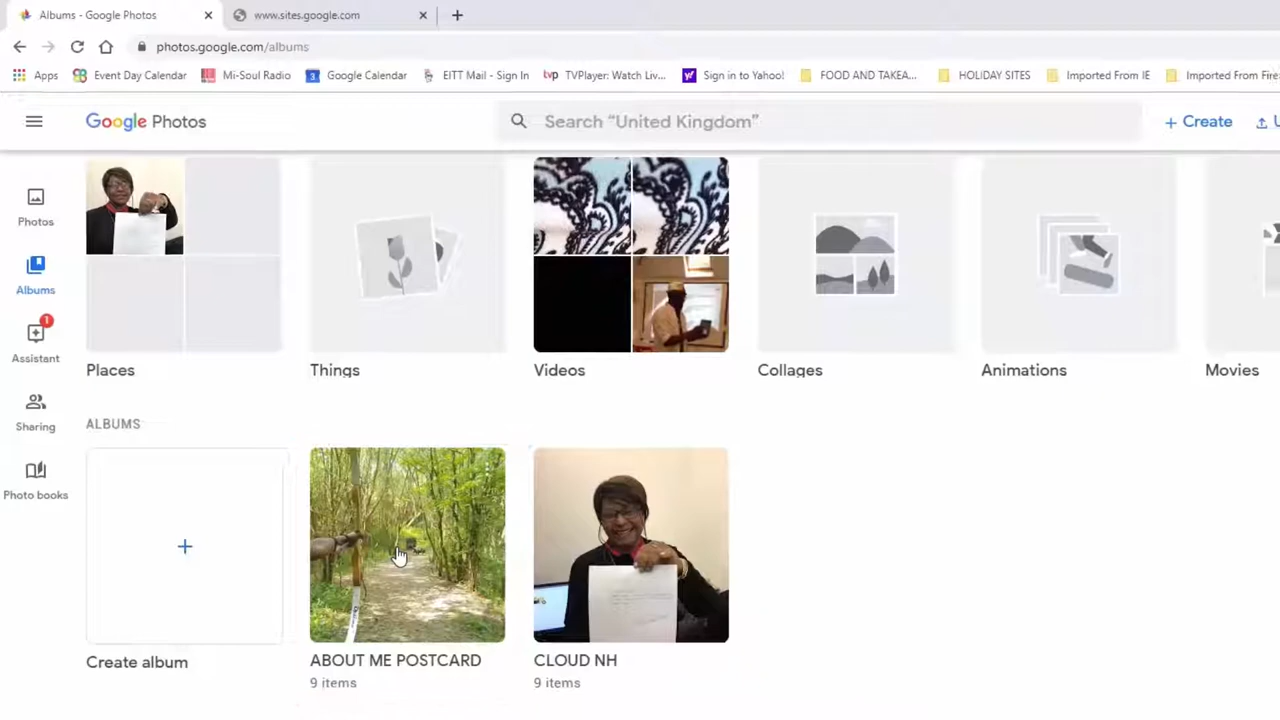 Albums - Google Photos
www.sites.google.com
photos.google.com/albums
Apps Event Day Calendar Mi-Soul Radio Google Calendar EITT Mail - Sign In tvp TVPlayer: Watch Liv... Sign in to Yahoo! FOOD AND TAKEA... HOLIDAY SITES Imported From IE Imported From Fire
Google Photos
Search “United Kingdom”
+ Create
Photos
Albums
1
Assistant
Sharing
Photo books
Places
Things
Videos
Collages
Animations
Movies
ALBUMS
Create album
ABOUT ME POSTCARD
9 items
CLOUD NH
9 items